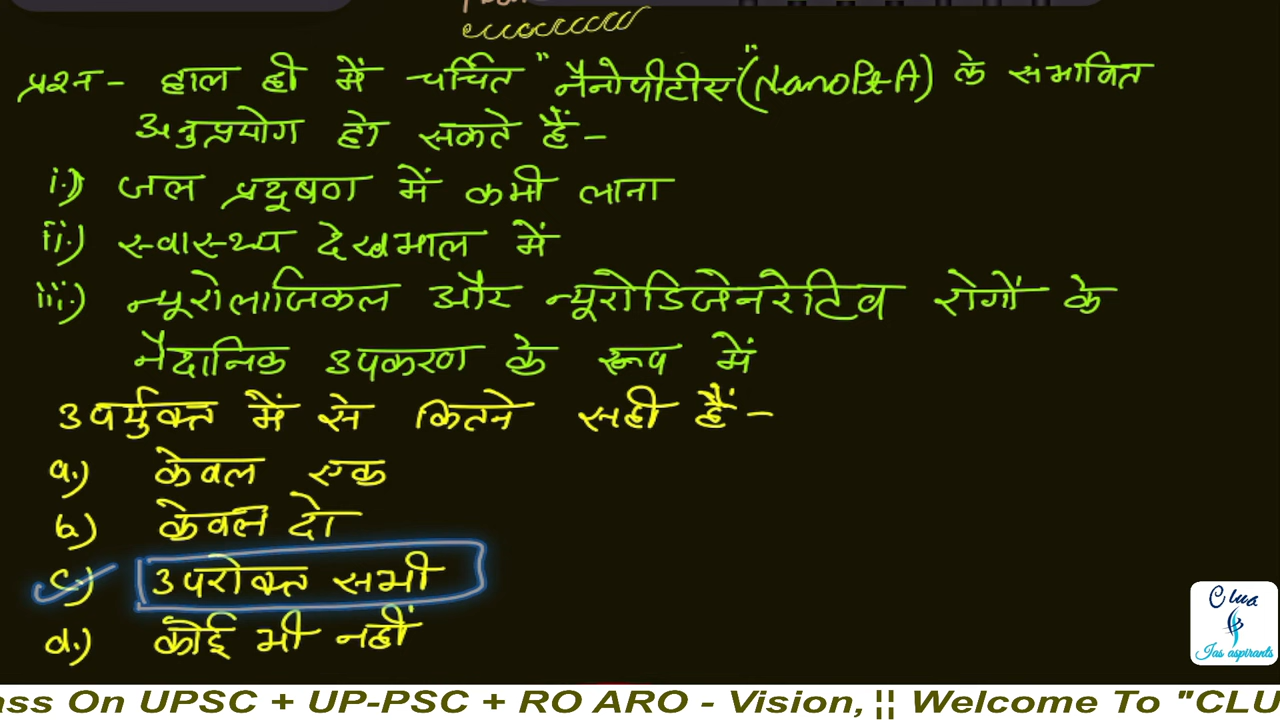 प्रश्न - हाल ही में चर्चित "नैनोपीटीए" (NanoPt-A) के संभावित
अनुप्रयोग हो सकते हैं -
i.) जल प्रदूषण में कमी लाना
ii.) स्वास्थ्य देखभाल में
iii.) न्यूरोलाजिकल और न्यूरोडिजेनरेटिव रोगों के
नैदानिक उपकरण के रूप में
उपर्युक्त में से कितने सही हैं -
a.) केवल एक
b.) केवल दो
c.) उपरोक्त सभी
d.) कोई भी नहीं
Clue
Ias aspirants
ass On UPSC + UP-PSC + RO ARO - Vision, ¦¦ Welcome To "CLU